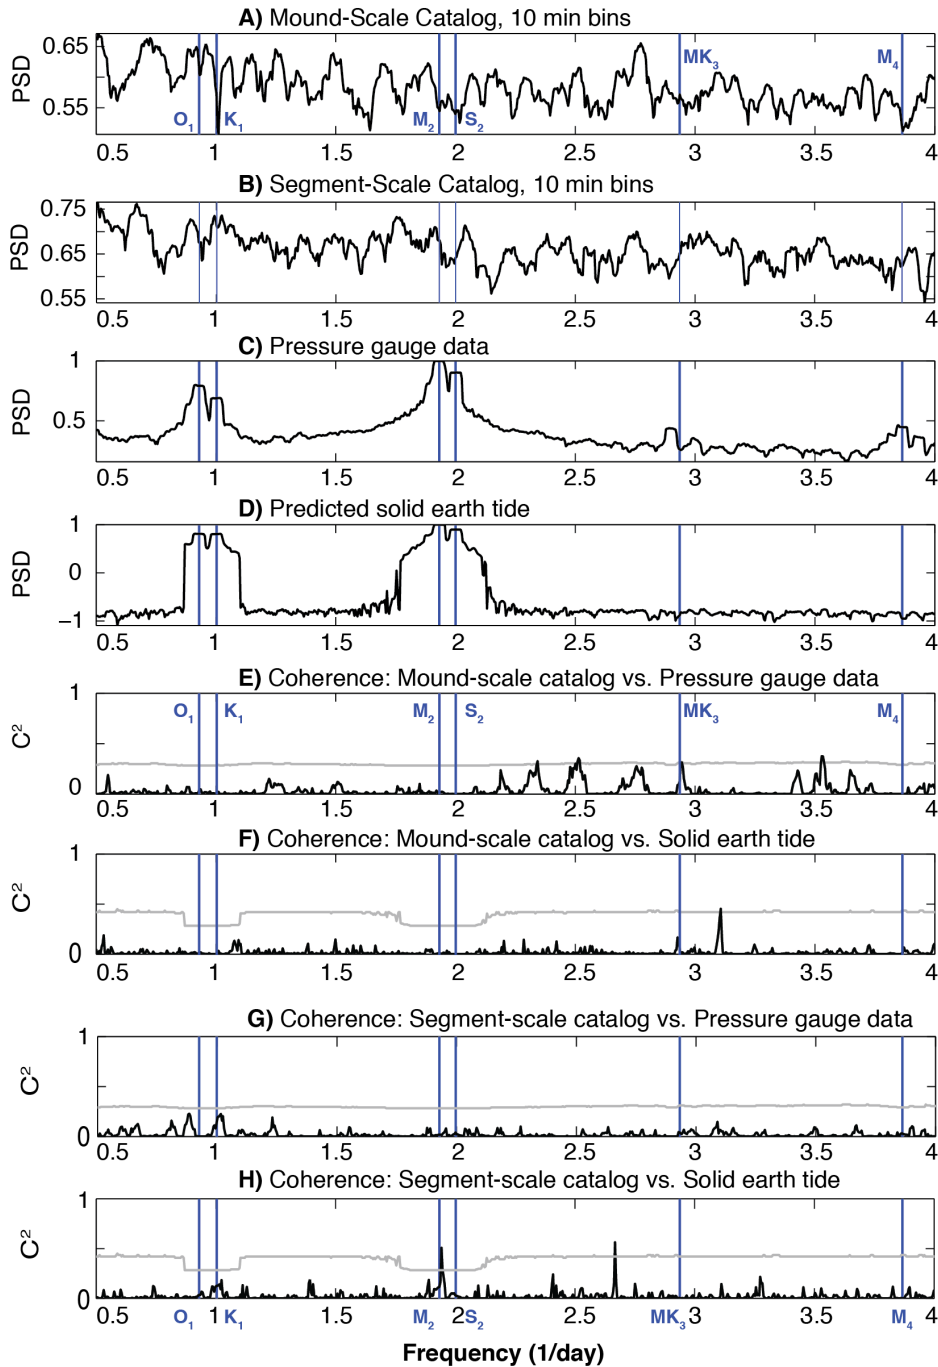 A) Mound-Scale Catalog, 10 min bins
0.65
PSD
0.55
O1 K1 M2 S2 MK3 M4
0.5 1 1.5 2 2.5 3 3.5 4
B) Segment-Scale Catalog, 10 min bins
0.75
PSD
0.65
0.55
0.5 1 1.5 2 2.5 3 3.5 4
C) Pressure gauge data
1
PSD
0.5
0.5 1 1.5 2 2.5 3 3.5 4
D) Predicted solid earth tide
1
PSD
0
−1
0.5 1 1.5 2 2.5 3 3.5 4
E) Coherence: Mound-scale catalog vs. Pressure gauge data
1
O1 K1 M2 S2 MK3 M4
C²
0
0.5 1 1.5 2 2.5 3 3.5 4
F) Coherence: Mound-scale catalog vs. Solid earth tide
1
C²
0
0.5 1 1.5 2 2.5 3 3.5 4
G) Coherence: Segment-scale catalog vs. Pressure gauge data
1
C²
0
0.5 1 1.5 2 2.5 3 3.5 4
H) Coherence: Segment-scale catalog vs. Solid earth tide
1
C²
0
0.5 O1 1 K1 1.5 M2 2 S2 2.5 MK3 3 3.5 M4 4
Frequency (1/day)